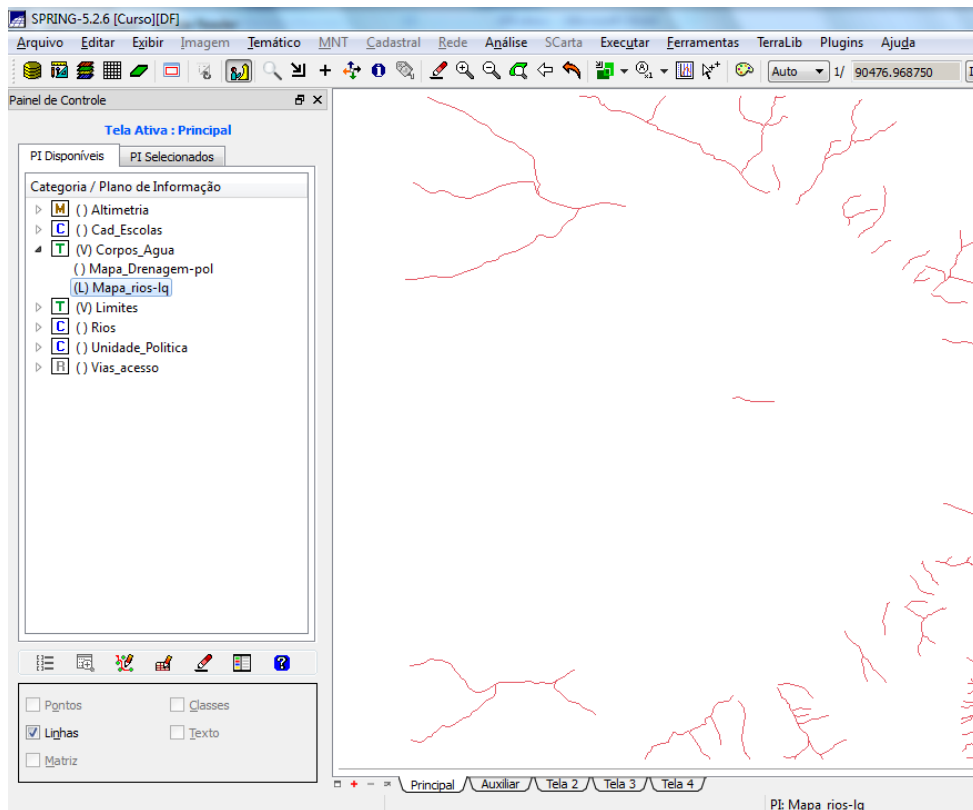 SPRING-5.2.6 [Curso][DF]
Arquivo Editar Exibir Imagem Temático MNT Cadastral Rede Análise SCarta Executar Ferramentas TerraLib Plugins Ajuda
Auto 1/ 90476.968750
Painel de Controle
Tela Ativa : Principal
PI Disponíveis PI Selecionados
Categoria / Plano de Informação
M () Altimetria
C () Cad_Escolas
T (V) Corpos_Agua
() Mapa_Drenagem-pol
(L) Mapa_rios-lq
T (V) Limites
C () Rios
C () Unidade_Politica
R () Vias_acesso
Pontos Classes
Linhas Texto
Matriz
Principal Auxiliar Tela 2 Tela 3 Tela 4
PI: Mapa_rios-lq